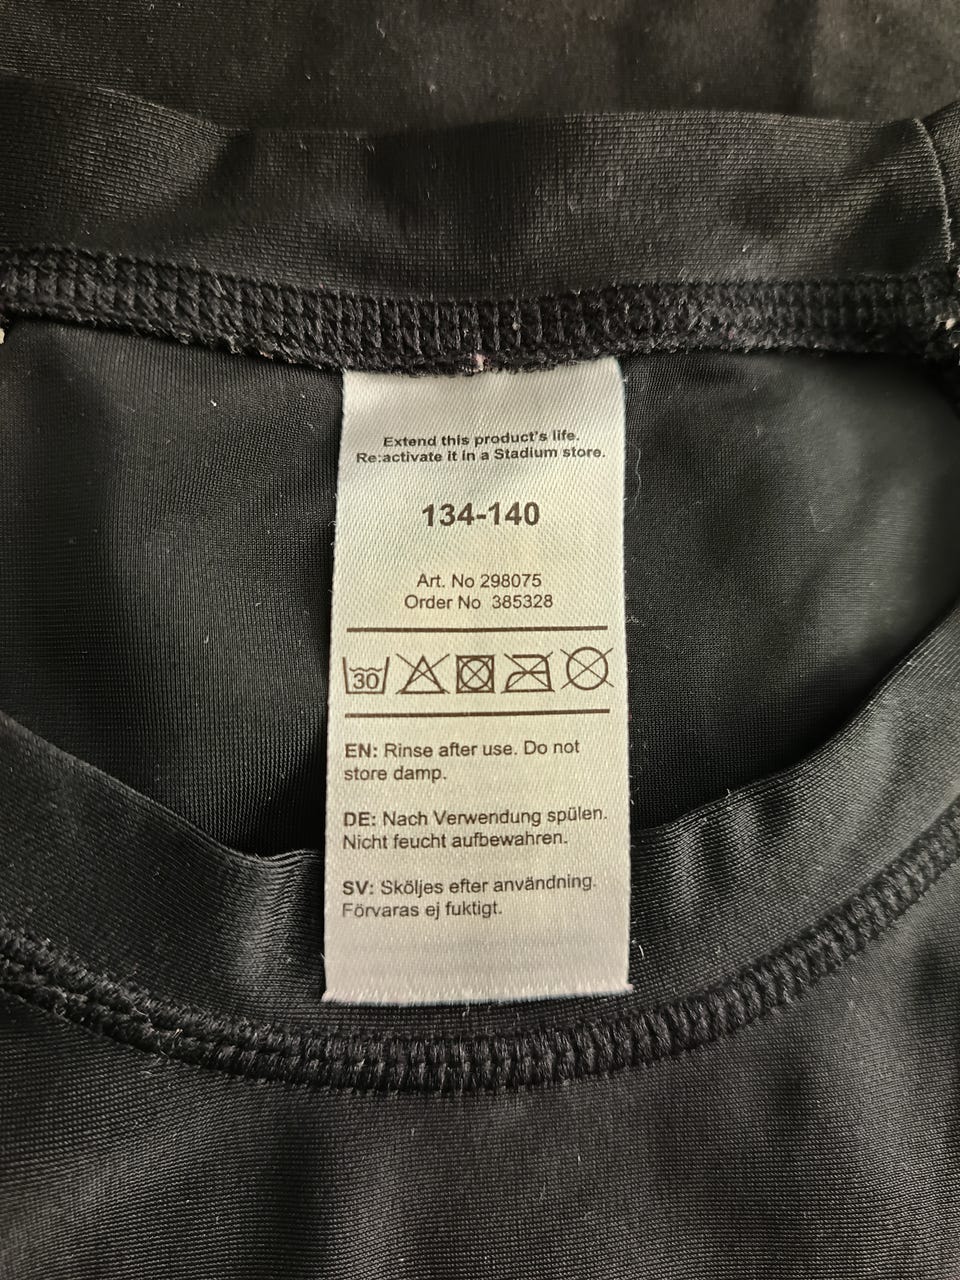 Extend this product's life.
Re:activate it in a Stadium store.
134-140
Art. No 298075
Order No 385328
30
EN: Rinse after use. Do not
store damp.
DE: Nach Verwendung spülen.
Nicht feucht aufbewahren.
SV: Sköljes efter användning.
Förvaras ej fuktigt.